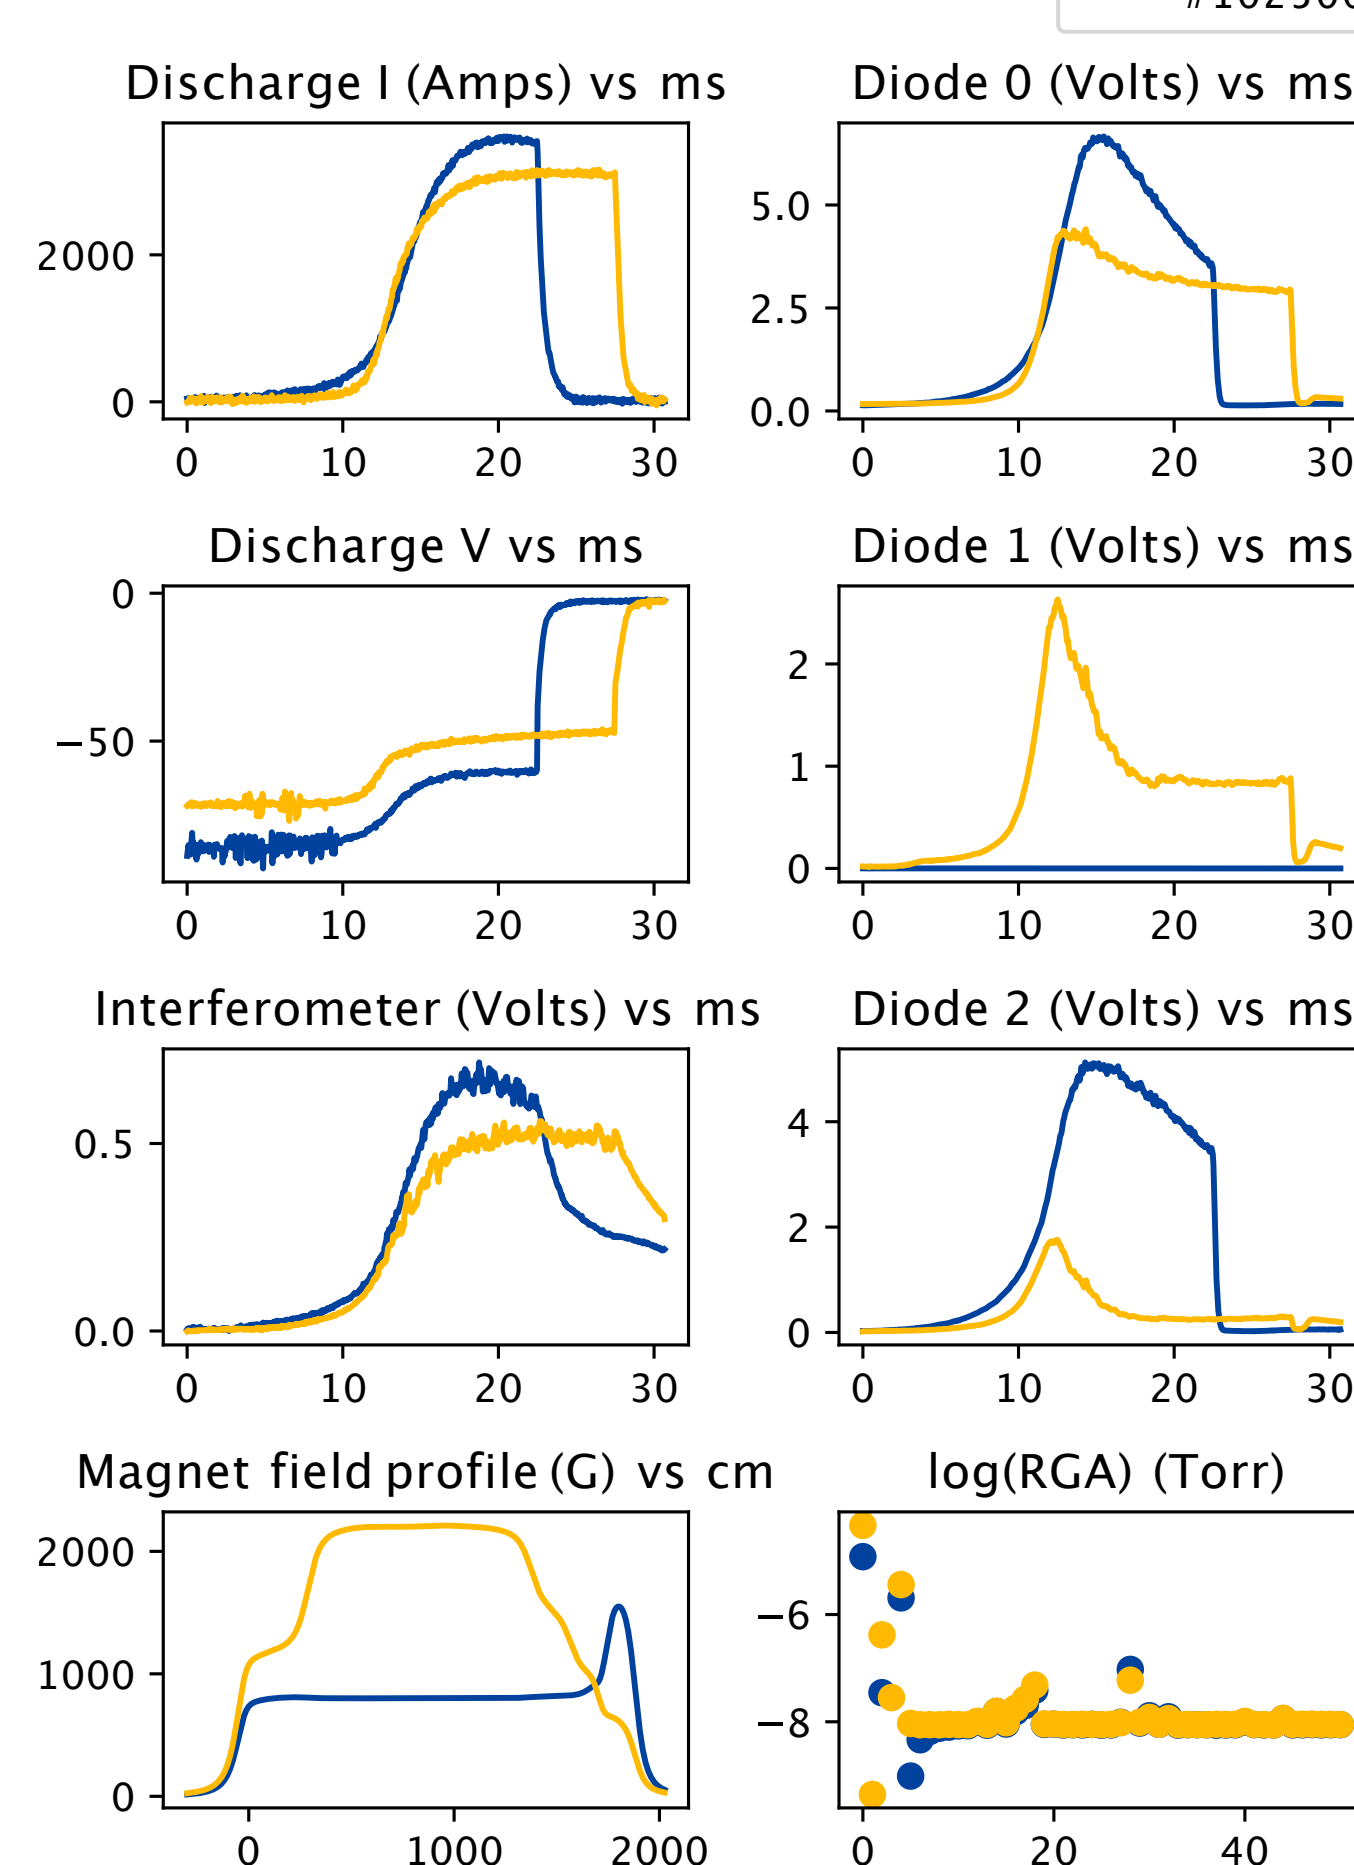 Discharge I (Amps) vs ms
2000
0
0 10 20 30
Diode 0 (Volts) vs ms
5.0
2.5
0.0
0 10 20 30
Discharge V vs ms
0
−50
0 10 20 30
Diode 1 (Volts) vs ms
2
1
0
0 10 20 30
Interferometer (Volts) vs ms
0.5
0.0
0 10 20 30
Diode 2 (Volts) vs ms
4
2
0
0 10 20 30
Magnet field profile (G) vs cm
2000
1000
0
0 1000 2000
log(RGA) (Torr)
−6
−8
0 20 40